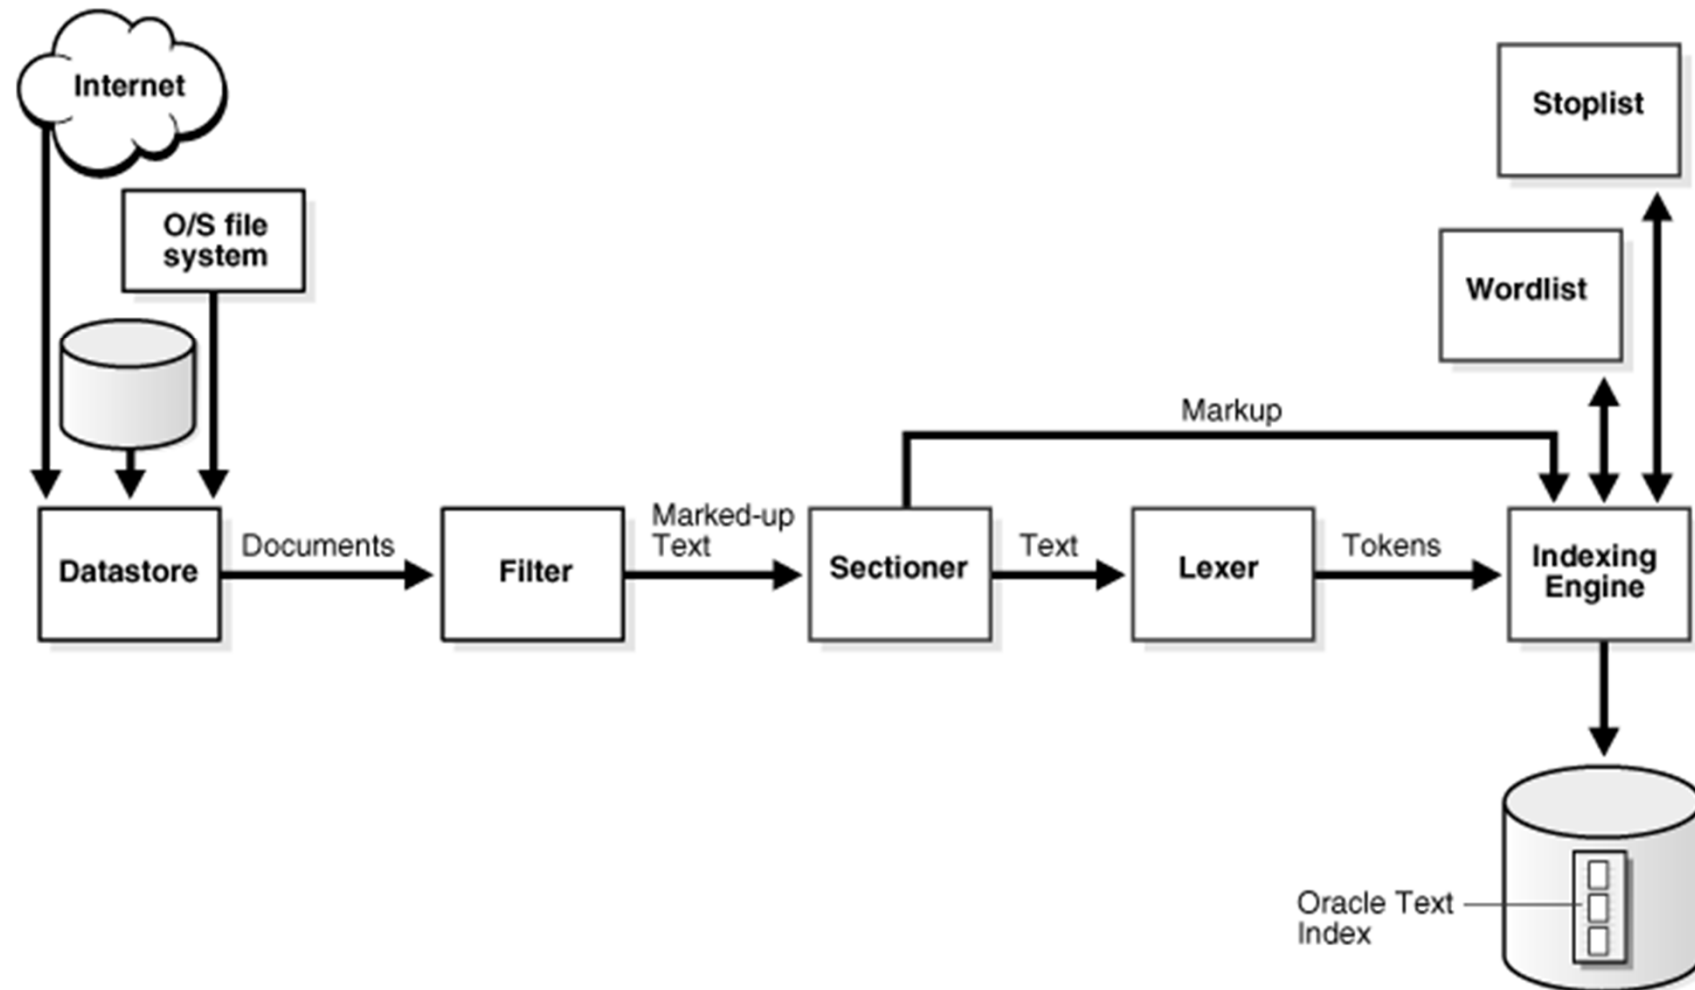 Internet
Stoplist
O/S file
system
Wordlist
Markup
Marked-up
Text
Documents
Text
Tokens
Datastore
Filter
Sectioner
Lexer
Indexing
Engine
Oracle Text
Index